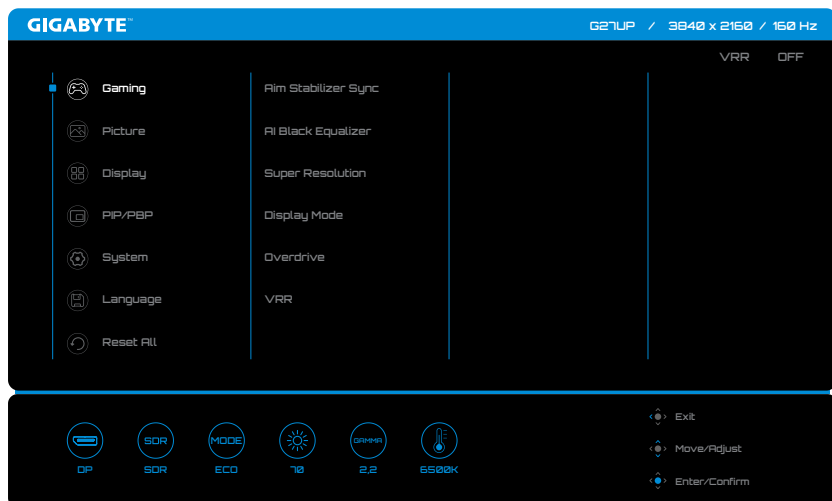 GIGABYTE™
G27UP / 3840 x 2160 / 160 Hz
VRR OFF
Gaming
Picture
Display
PIP/PBP
System
Language
Reset All
Aim Stabilizer Sync
AI Black Equalizer
Super Resolution
Display Mode
Overdrive
VRR
SDR
MODE
GAMMA
DP
SDR
ECO
70
2.2
6500K
Exit
Move/Adjust
Enter/Confirm